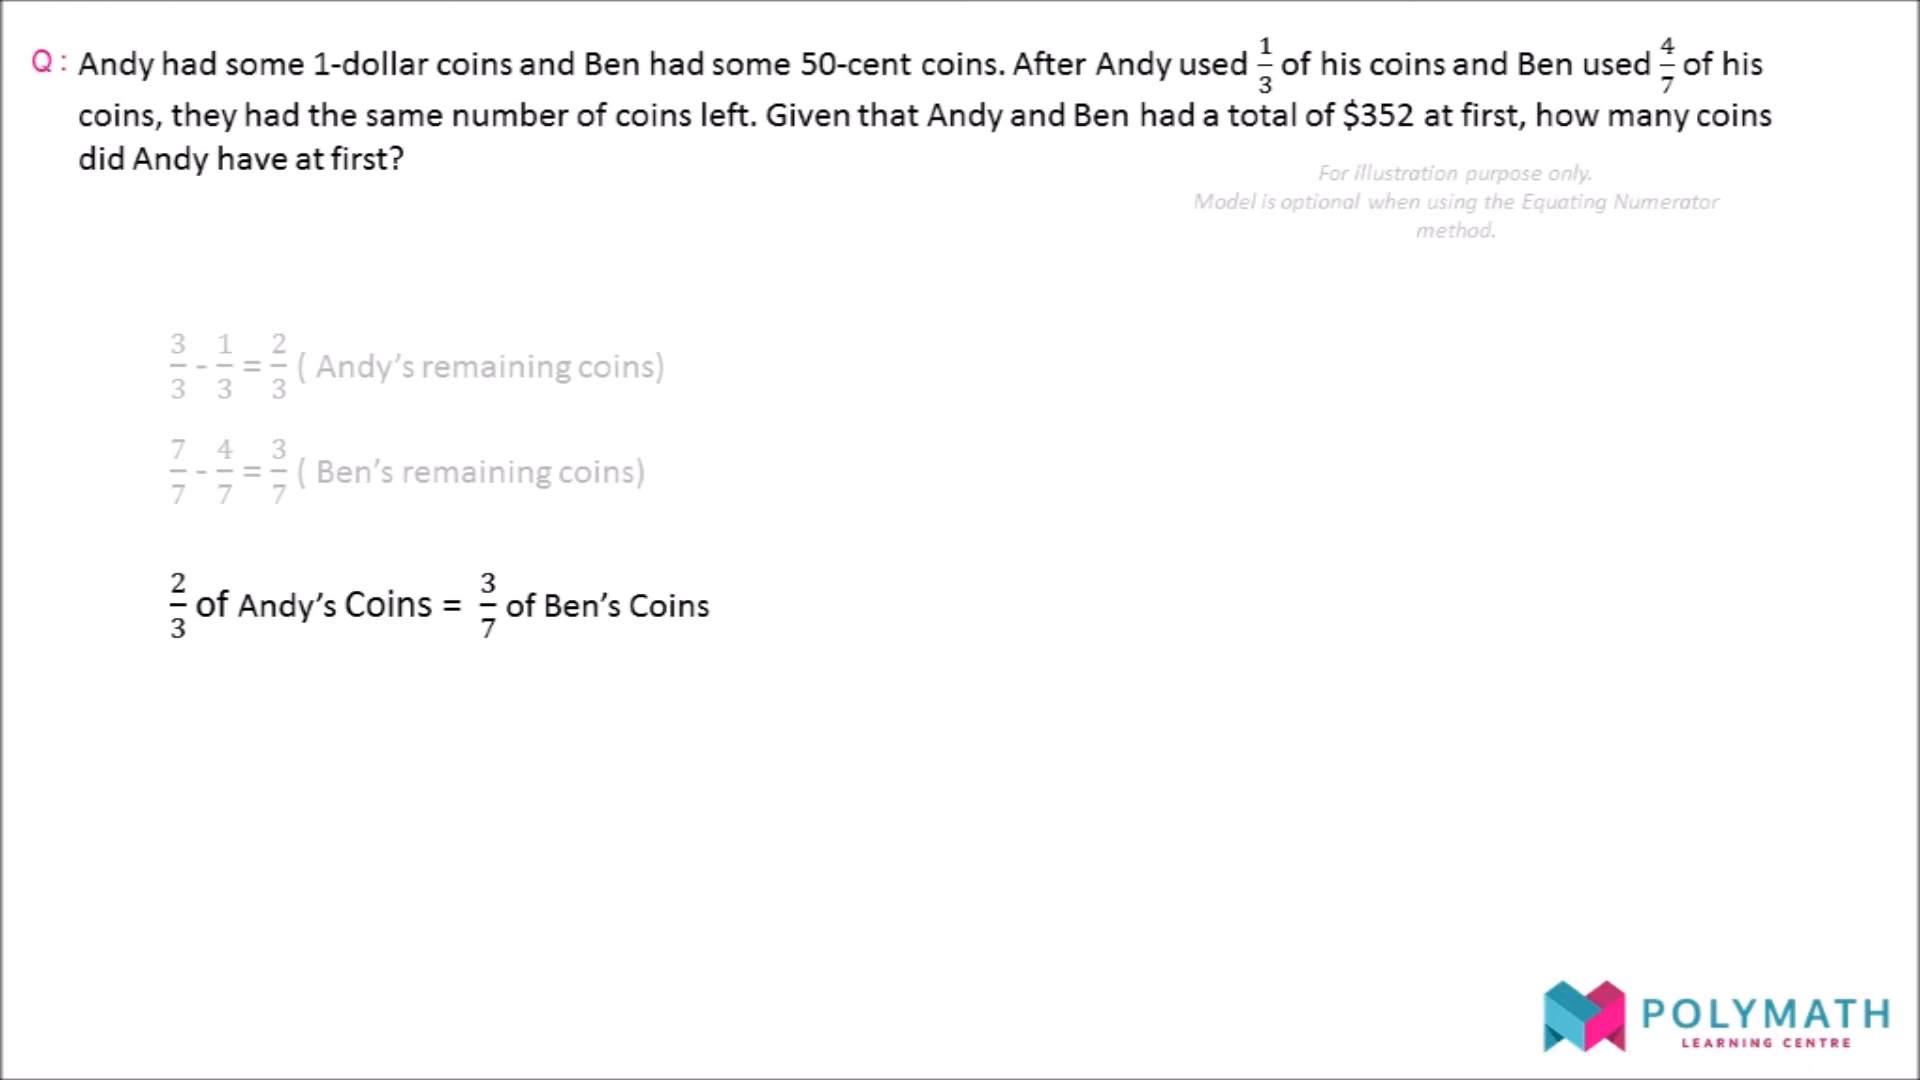 Q: Andy had some 1-dollar coins and Ben had some 50-cent coins. After Andy used 1/3 of his coins and Ben used 4/7 of his
coins, they had the same number of coins left. Given that Andy and Ben had a total of $352 at first, how many coins
did Andy have at first?
For illustration purpose only.
Model is optional when using the Equating Numerator
method.
3/3 - 1/3 = 2/3 ( Andy’s remaining coins)
7/7 - 4/7 = 3/7 ( Ben’s remaining coins)
2/3 of Andy’s Coins = 3/7 of Ben’s Coins
POLYMATH
LEARNING CENTRE